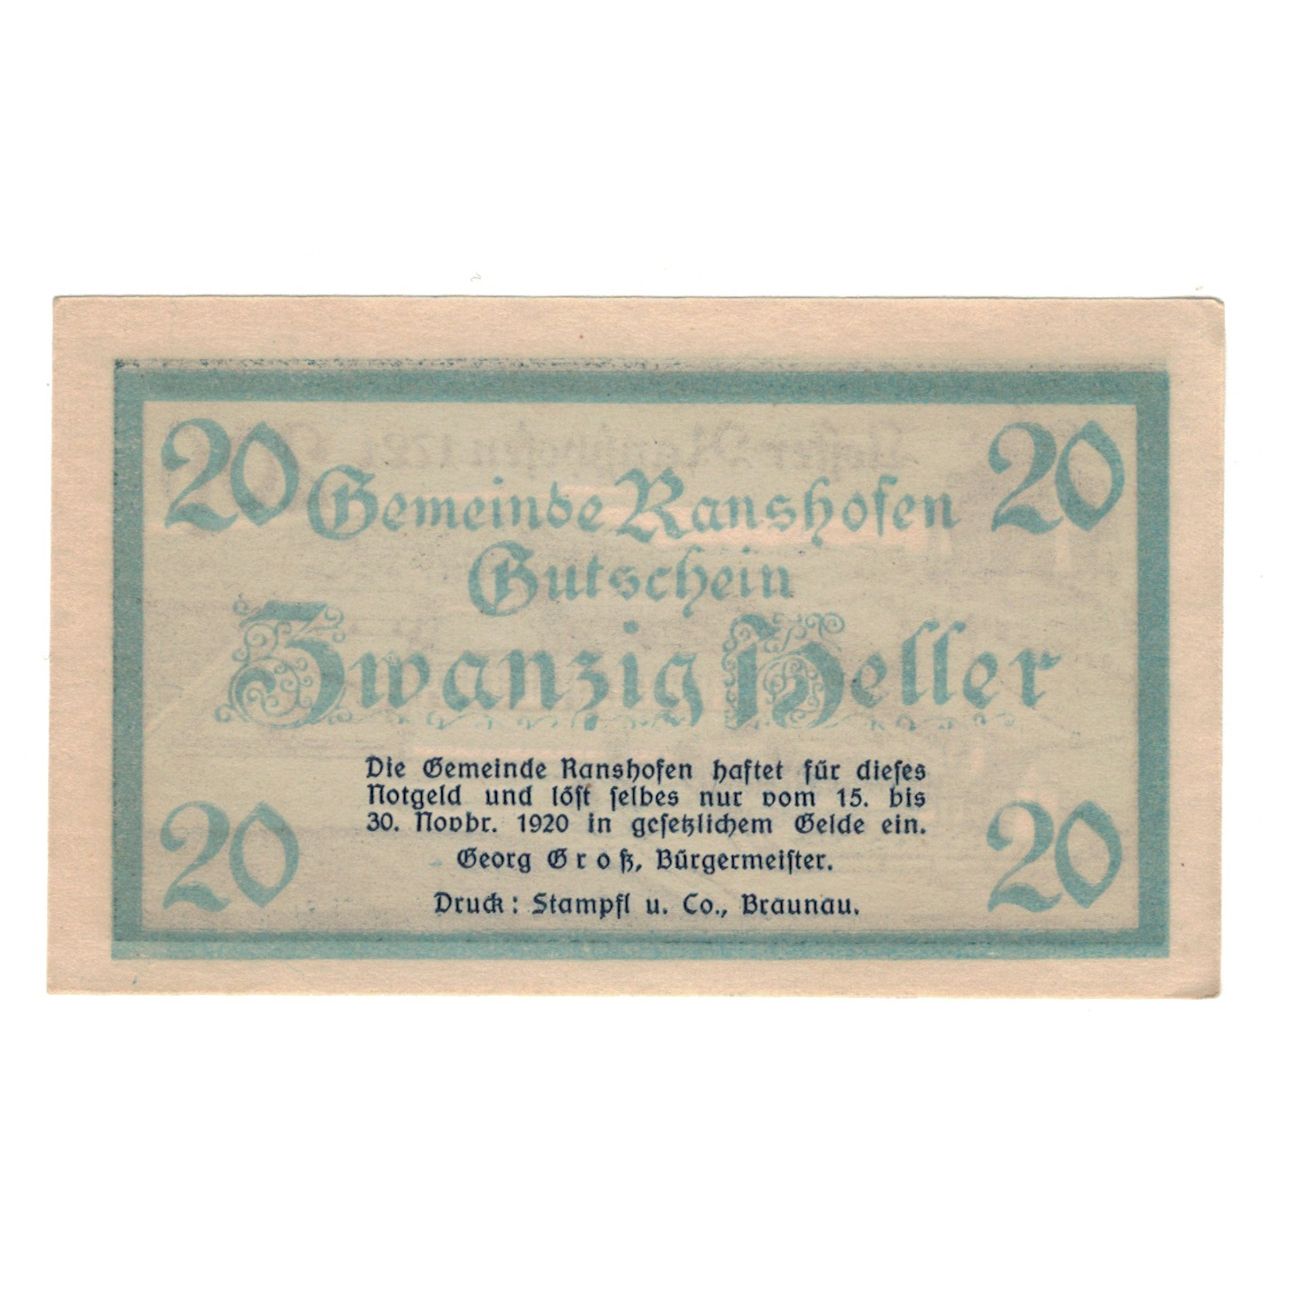 20 20
Gemeinde Ranshofen
Gutschein
Zwanzig Heller
Die Gemeinde Ranshofen haftet für dieses
Notgeld und löst selbes nur vom 15. bis
30. Novbr. 1920 in gesetzlichem Gelde ein.
Georg Groß, Bürgermeister.
20 20
Druck: Stampfl u. Co., Braunau.